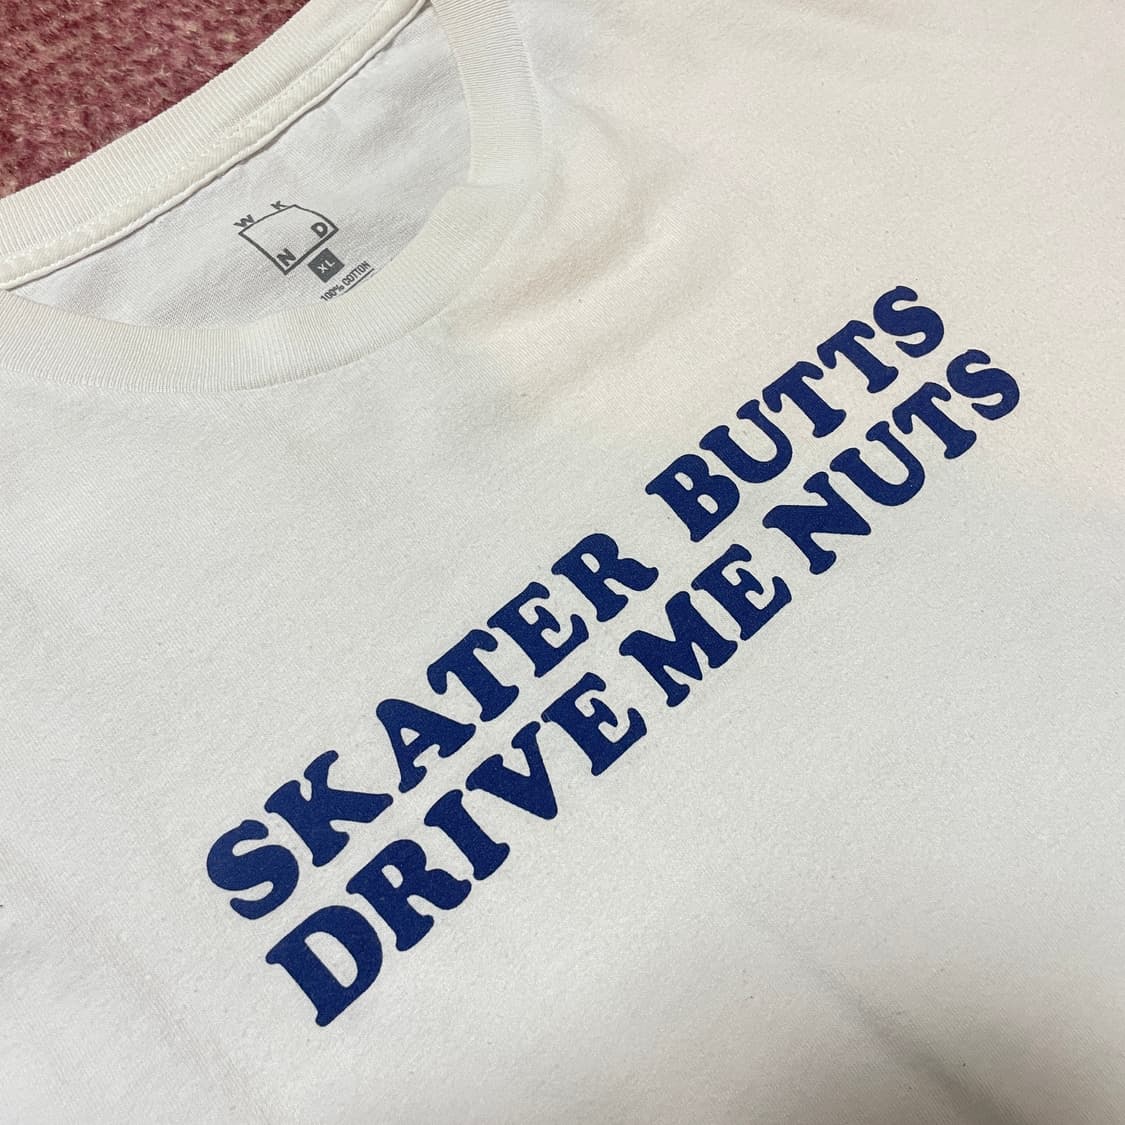 W K
N D
XL
100% COTTON
SKATER BUTTS
DRIVE ME NUTS